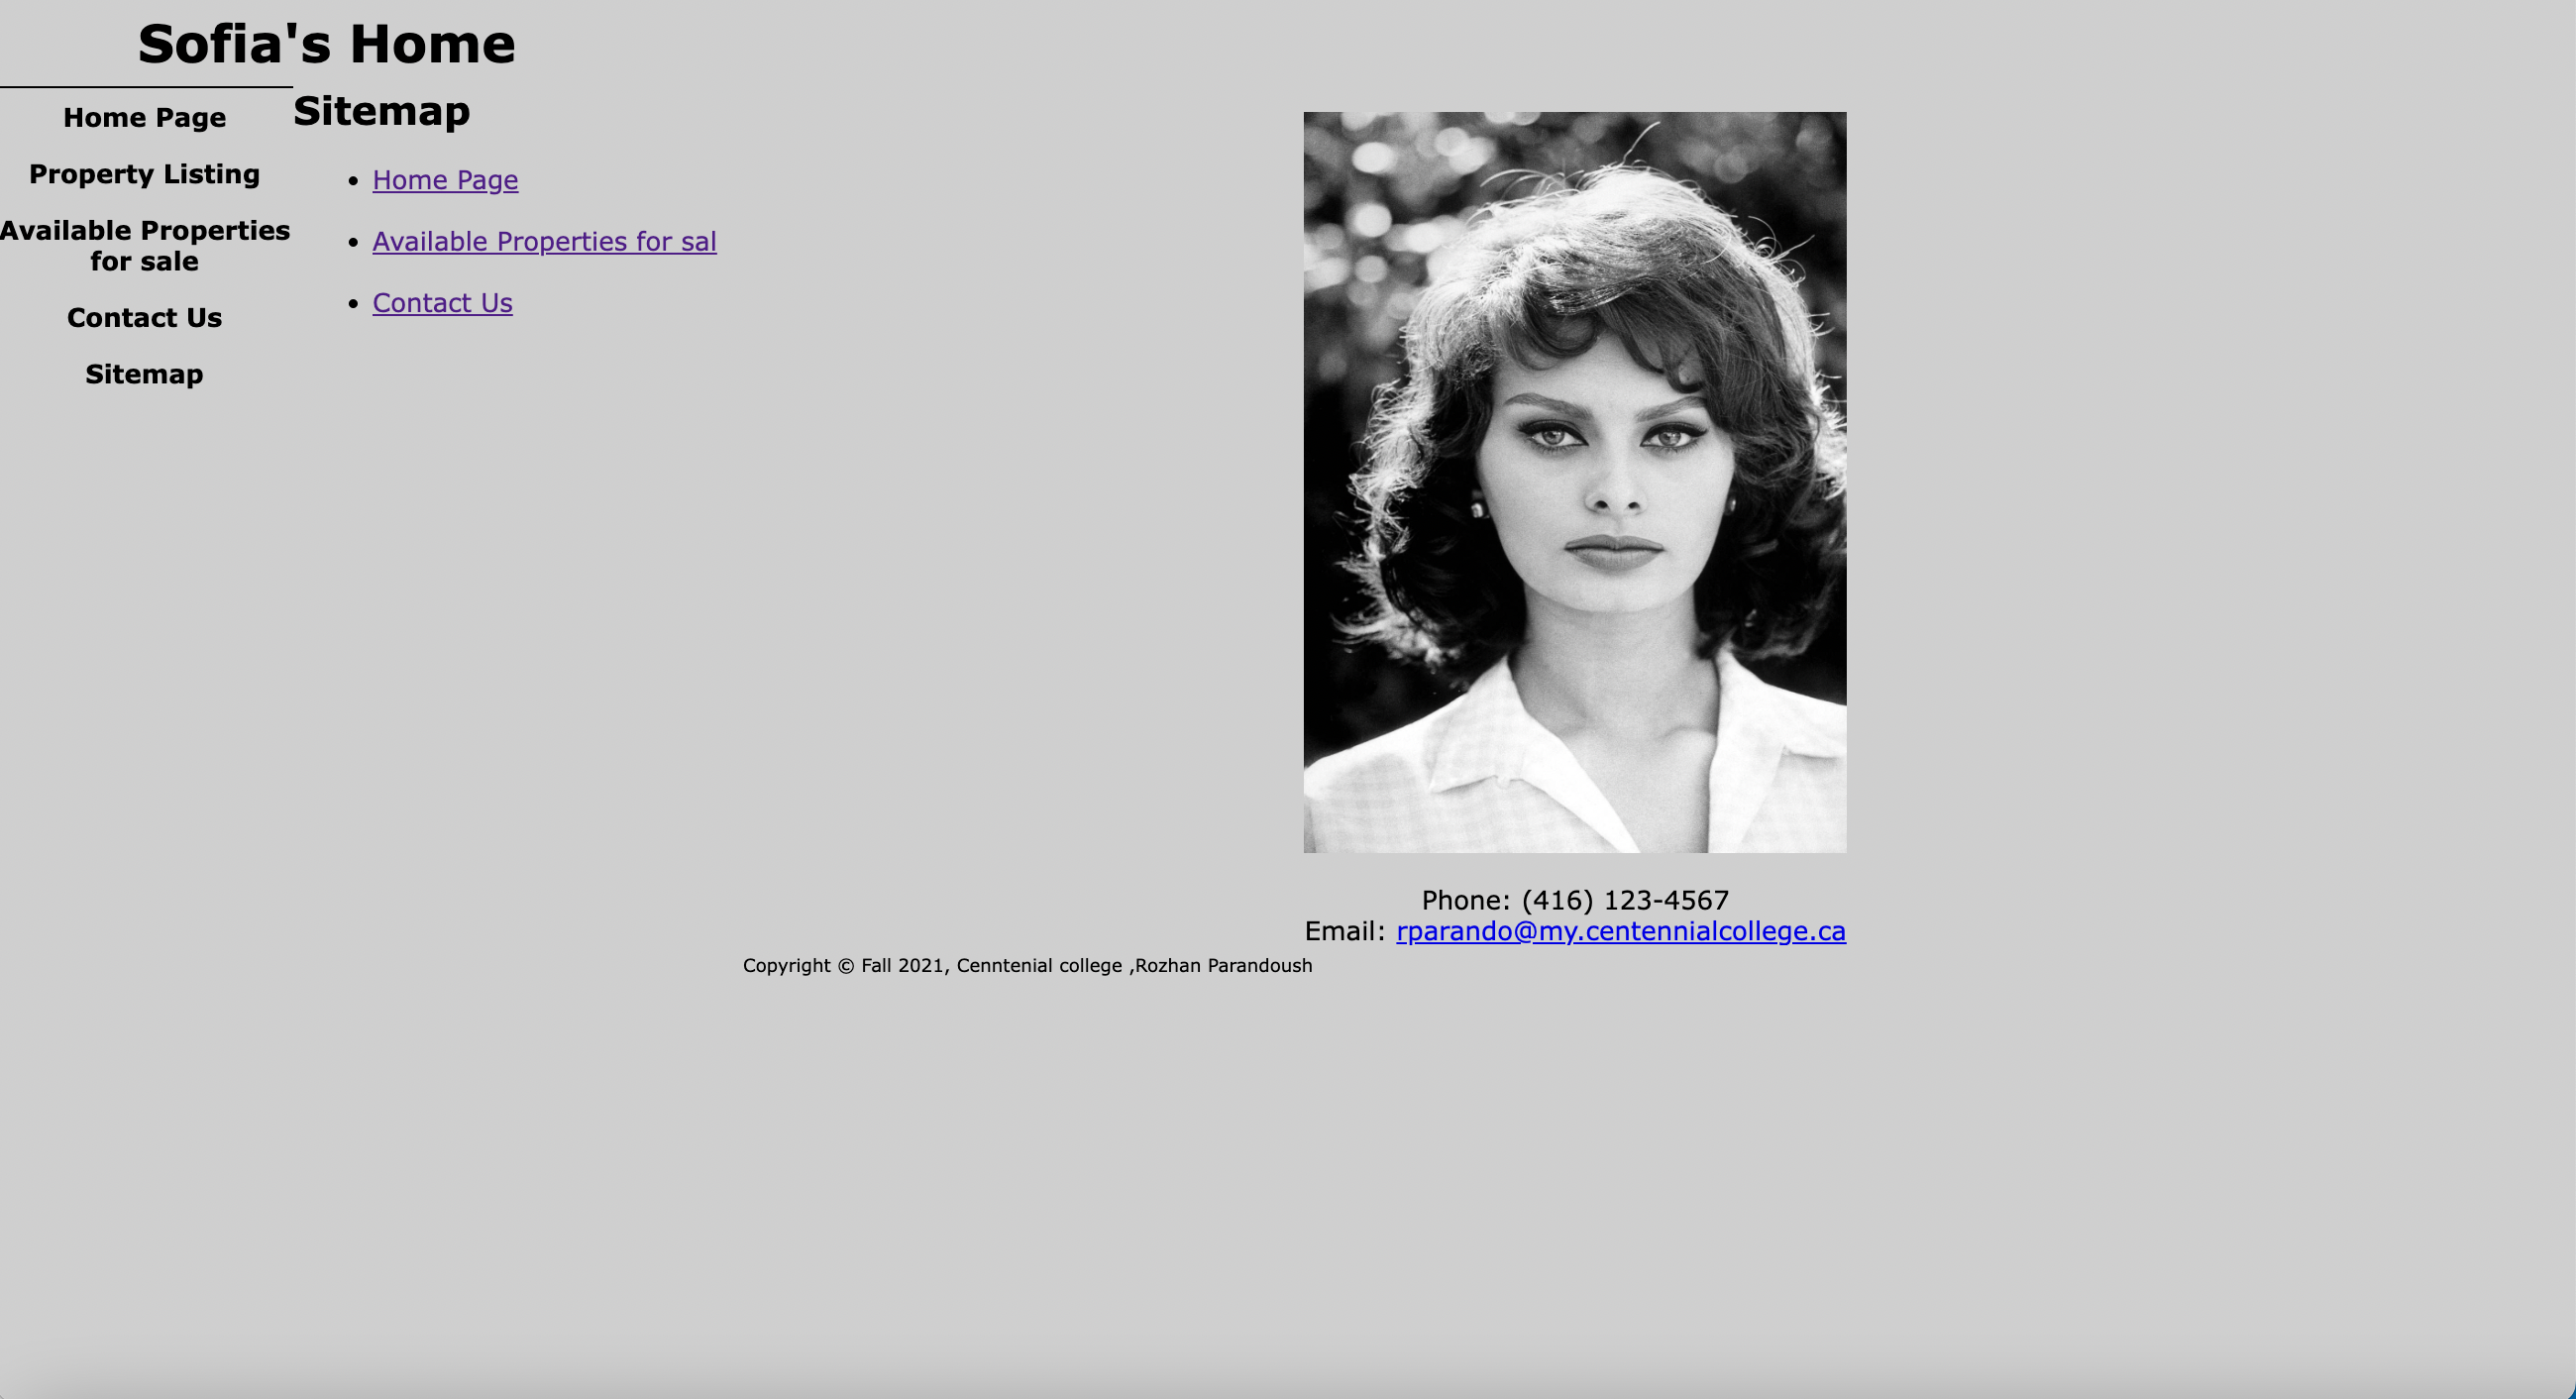 Sofia's Home
Home Page
Property Listing
Available Properties
for sale
Contact Us
Sitemap
Sitemap
Home Page
Available Properties for sal
Contact Us
Phone: (416) 123-4567
Email: rparando@my.centennialcollege.ca
Copyright © Fall 2021, Cenntenial college ,Rozhan Parandoush